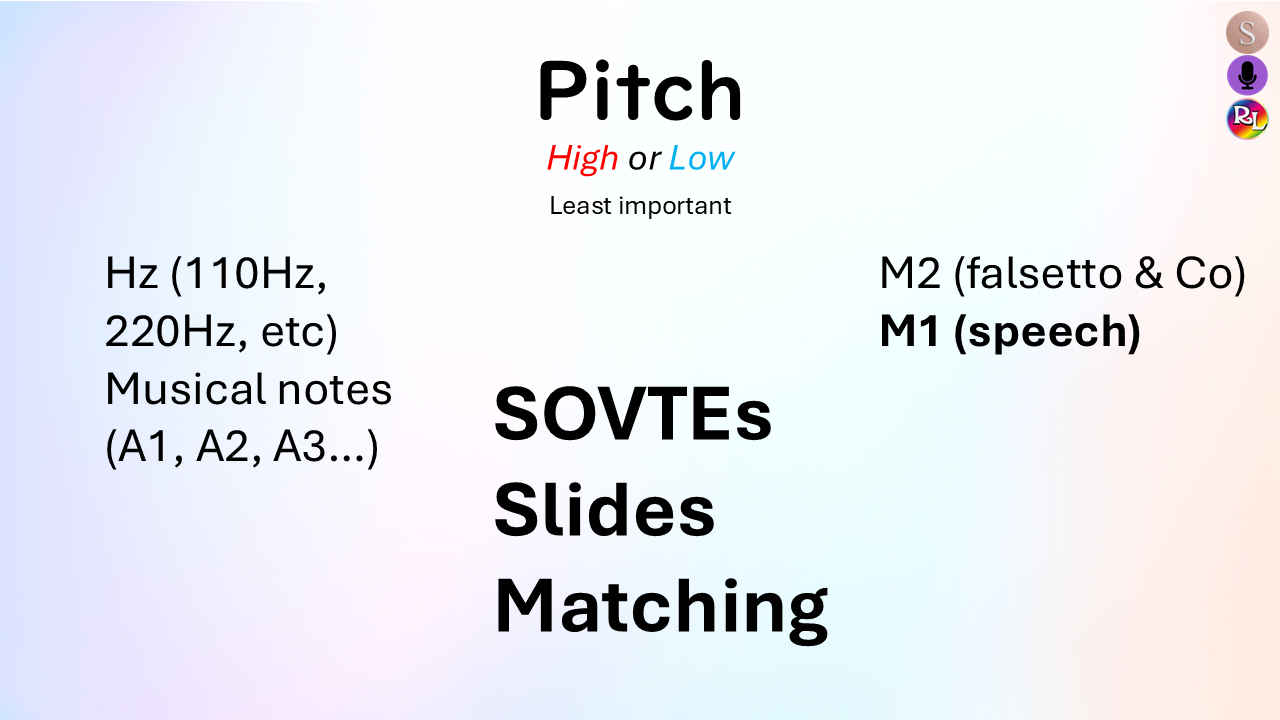 S
RL
Pitch
High or Low
Least important
Hz (110Hz,
220Hz, etc)
Musical notes
(A1, A2, A3...)
M2 (falsetto & Co)
M1 (speech)
SOVTEs
Slides
Matching